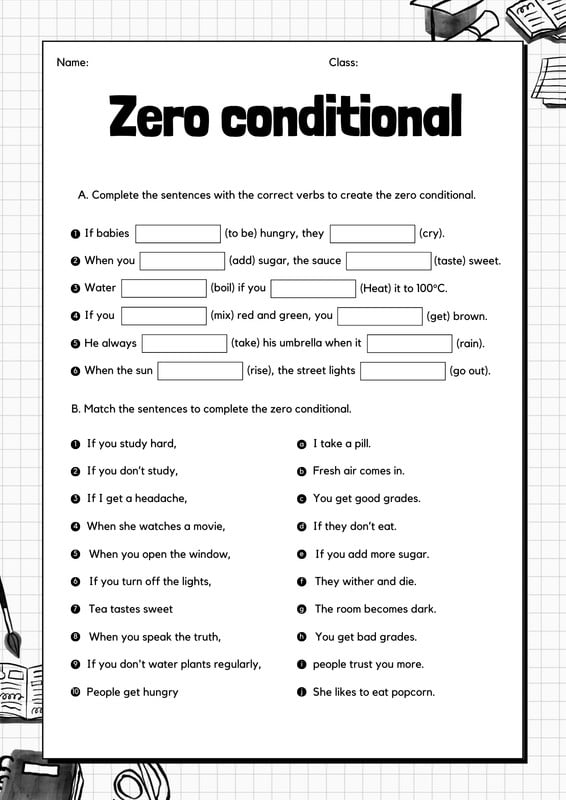 Name: Class:
Zero conditional
A. Complete the sentences with the correct verbs to create the zero conditional.
1 If babies (to be) hungry, they (cry).
2 When you (add) sugar, the sauce (taste) sweet.
3 Water (boil) if you (Heat) it to 100°C.
4 If you (mix) red and green, you (get) brown.
5 He always (take) his umbrella when it (rain).
6 When the sun (rise), the street lights (go out).
B. Match the sentences to complete the zero conditional.
1 If you study hard, a I take a pill.
2 If you don't study, b Fresh air comes in.
3 If I get a headache, c You get good grades.
4 When she watches a movie, d If they don't eat.
5 When you open the window, e If you add more sugar.
6 If you turn off the lights, f They wither and die.
7 Tea tastes sweet g The room becomes dark.
8 When you speak the truth, h You get bad grades.
9 If you don't water plants regularly, i people trust you more.
10 People get hungry j She likes to eat popcorn.